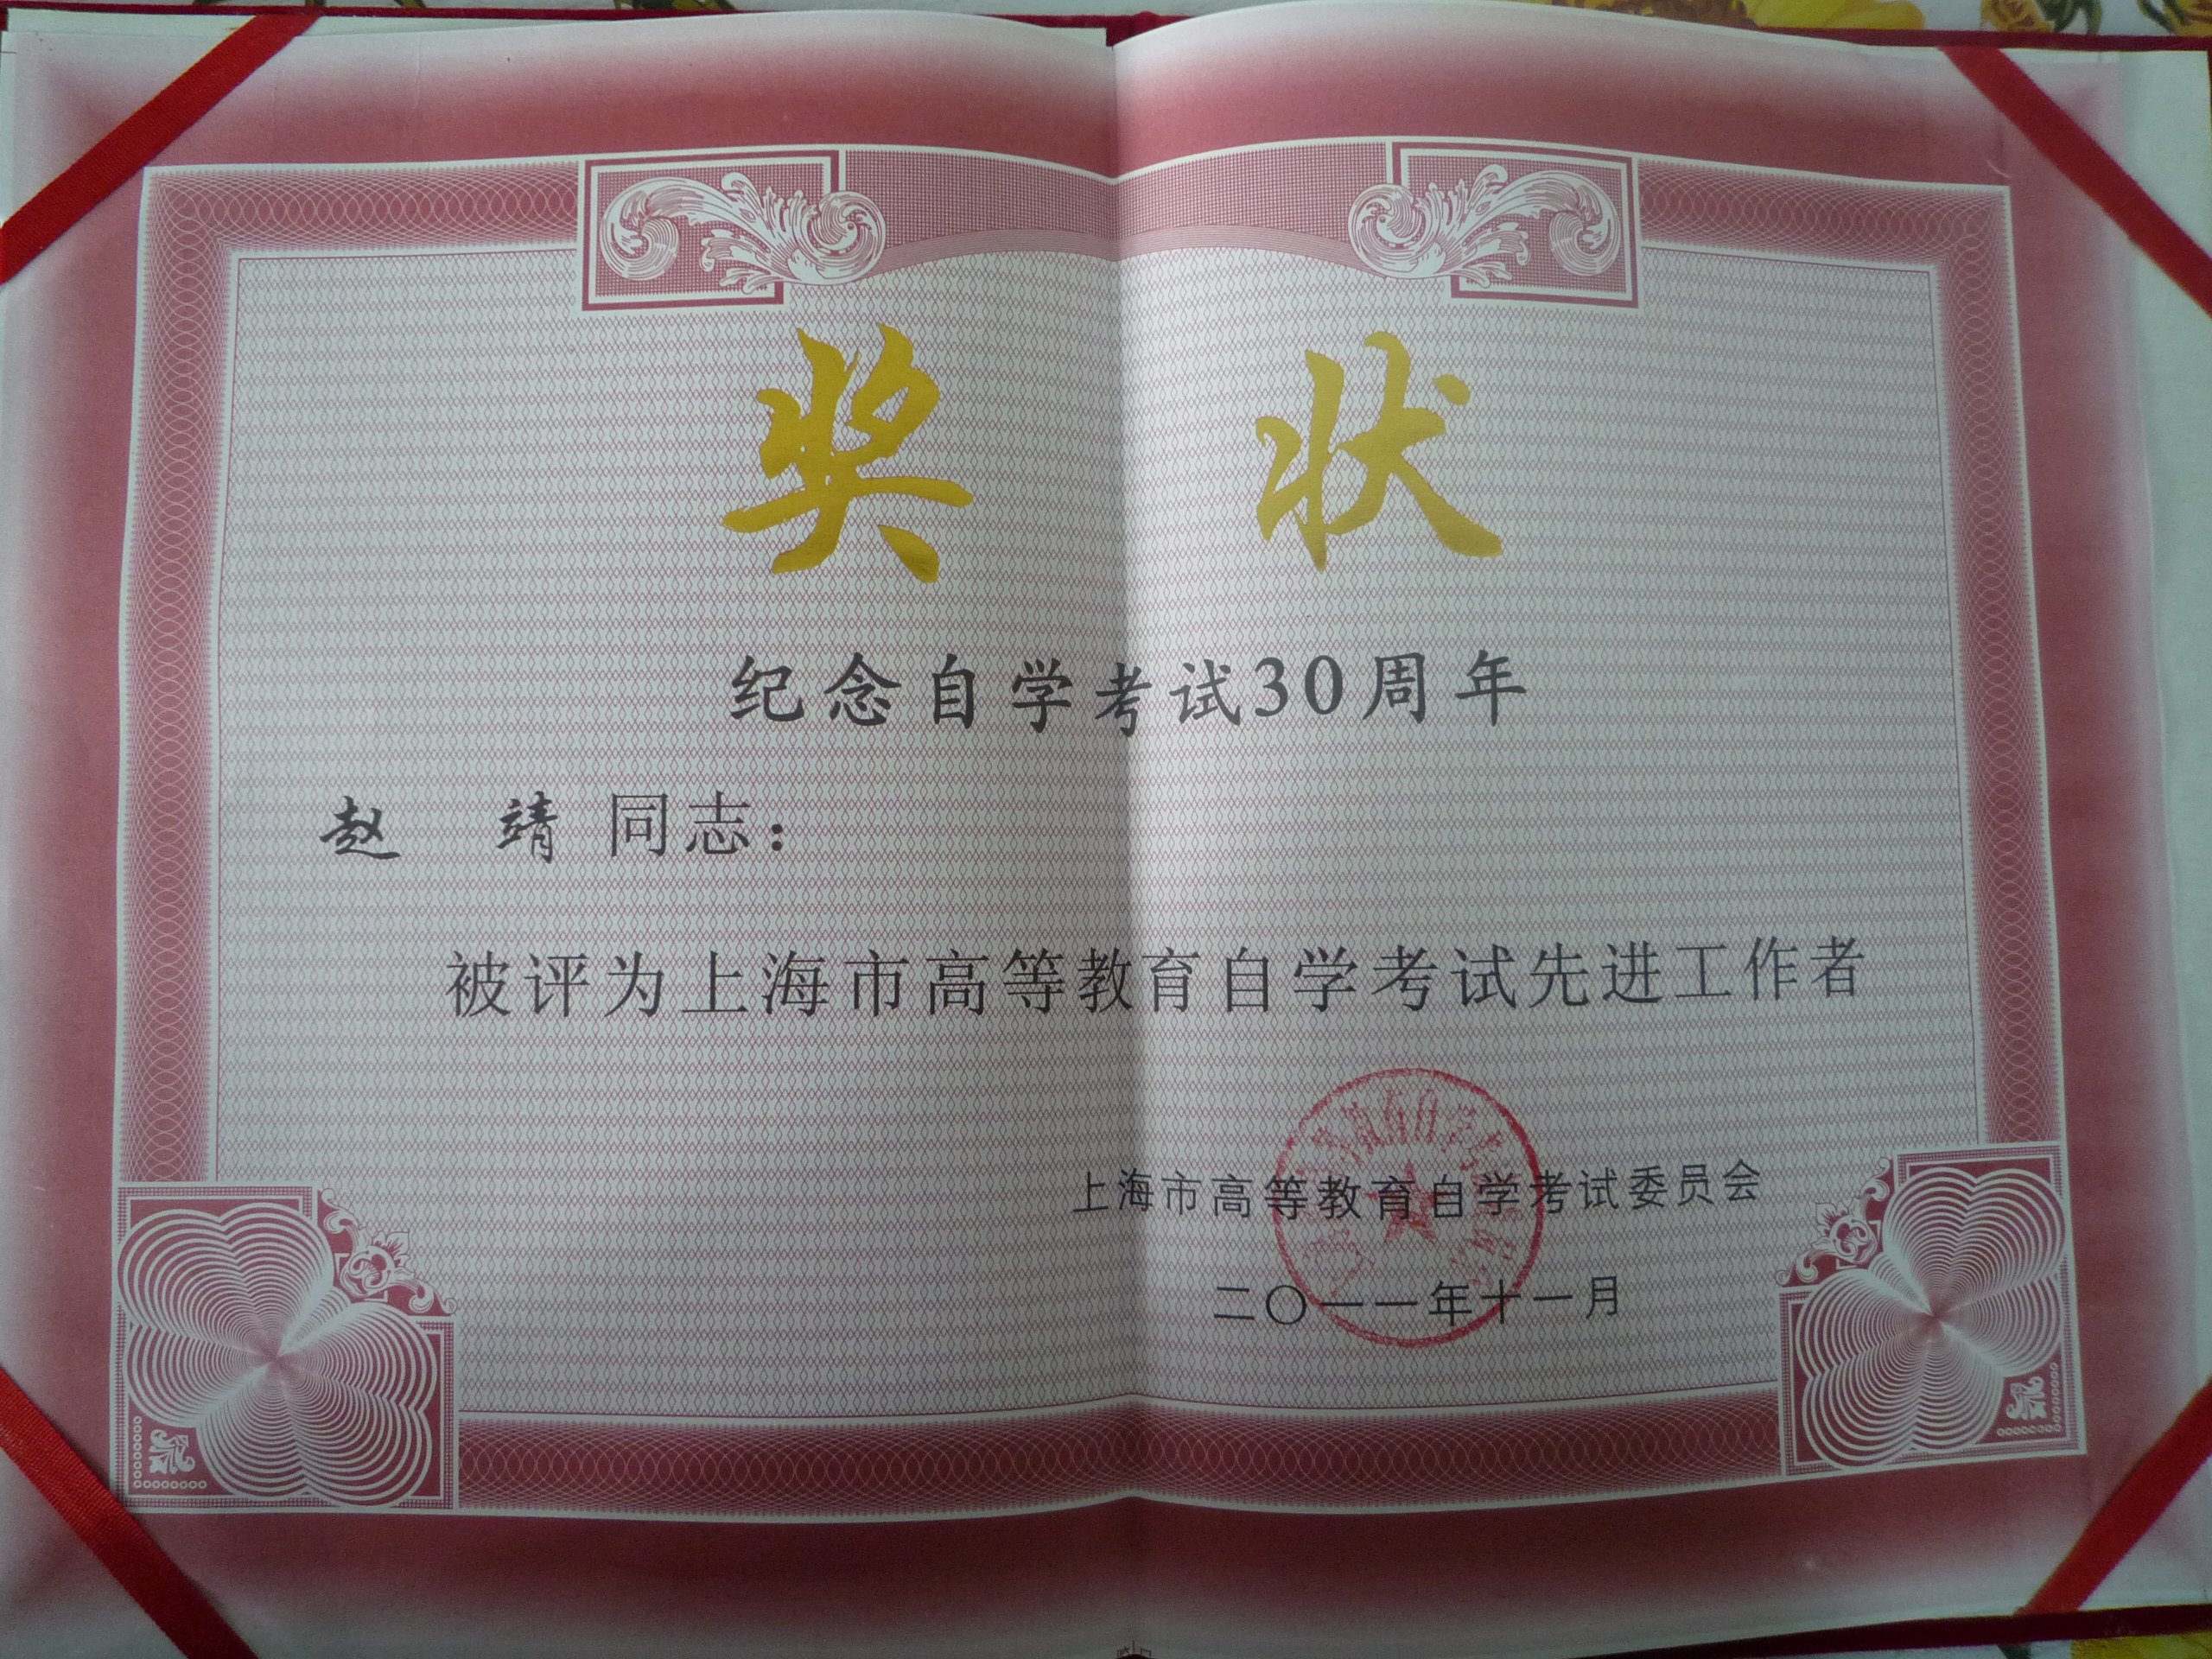 奖 状
纪念自学考试30周年
赵 靖 同志：
被评为上海市高等教育自学考试先进工作者
上海市高等教育自学考试委员会
二〇一一年十一月